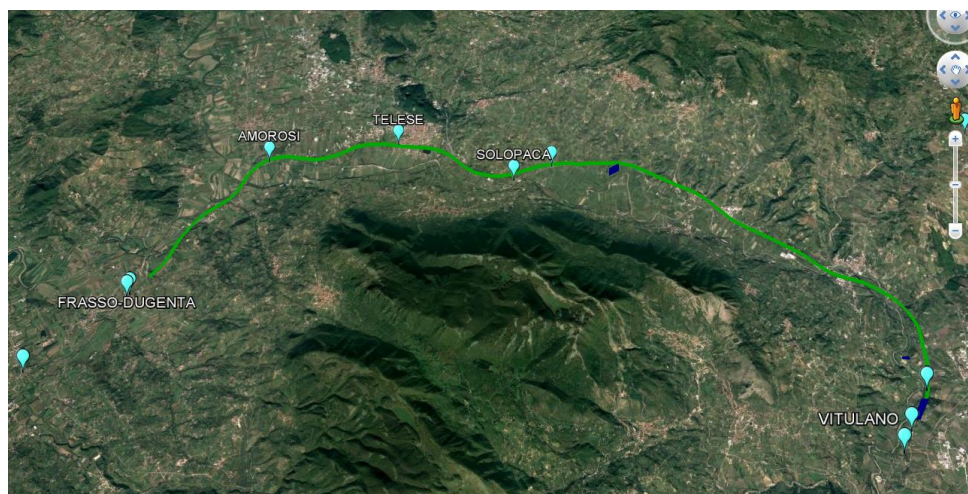 TELESE
AMOROSI
SOLOPACA
FRASSO-DUGENTA
VITULANO